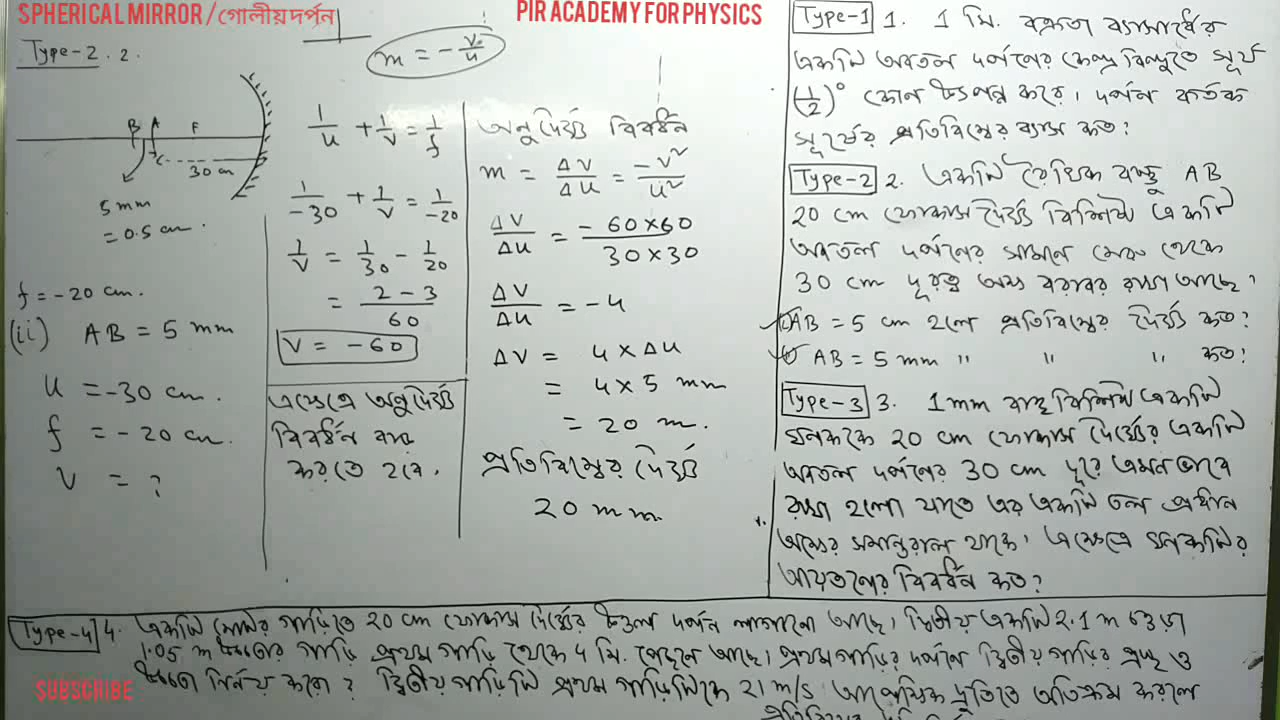 SPHERICAL MIRROR / গোলীয় দর্পন
PIR ACADEMY FOR PHYSICS
Type-2. 2.
m = -v/u
B A F
30 cm
5 mm
= 0.5 cm.
f = -20 cm.
(ii) AB = 5 mm
u = -30 cm.
f = -20 cm.
v = ?
1/u + 1/v = 1/f
1/-30 + 1/v = 1/-20
1/v = 1/30 - 1/20
= 2-3/60
v = -60
এক্ষেত্রে অনুদৈর্ঘ্য
বিবর্ধন বার
করতে হবে.
অনুদৈর্ঘ্য বিবর্ধন
m = Δv/Δu = -v²/u²
Δv/Δu = -60×60/30×30
Δv/Δu = -4
Δv = 4 × Δu
= 4 × 5 mm
= 20 m.
প্রতিবিম্বের দৈর্ঘ্য
20 mm
Type-1 1. 1 মি. বক্রতা ব্যাসার্ধের
একটি অবতল দর্পণের কেন্দ্র বিন্দুতে সূর্য
(1/2)° কোন উৎপন্ন করে। দর্পন কর্তৃক
সূর্যের প্রতিবিম্বের ব্যাস কত?
Type-2 2. একটি রৈখিক বস্তু AB
20 cm ফোকাস দৈর্ঘ্য বিশিষ্ট একটি
অবতল দর্পণের সামনে মেরু থেকে
30 cm দূরত্বে অক্ষ বরাবর রাখা আছে।
AB = 5 cm হলে প্রতিবিম্বের দৈর্ঘ্য কত?
AB = 5 mm " " " কত?
Type-3 3. 1mm বাহু বিশিষ্ট একটি
ঘনককে 20 cm ফোকাস দৈর্ঘ্যের একটি
অবতল দর্পণের 30 cm দূরে এমনভাবে
রাখা হলো যাতে এর একটি তল প্রধান
অক্ষের সমান্তরাল থাকে। এক্ষেত্রে ঘনকটির
আয়তনের বিবর্ধন কত?
Type-4 4. একটি মোটর গাড়িতে 20 cm ফোকাস দৈর্ঘ্যের উত্তল দর্পন লাগানো আছে। দ্বিতীয় একটি 2.1 m চওড়া
1.05 m উচ্চতার গাড়ি প্রথম গাড়ি থেকে 4 মি. পেছনে আছে। প্রথম গাড়ির দর্পনে দ্বিতীয় গাড়ির প্রস্থ ও
উচ্চতা নির্নয় করো? দ্বিতীয় গাড়িটি প্রথম গাড়িটিকে 21 m/s আপেক্ষিক দ্রুতিতে অতিক্রম করলে
SUBSCRIBE